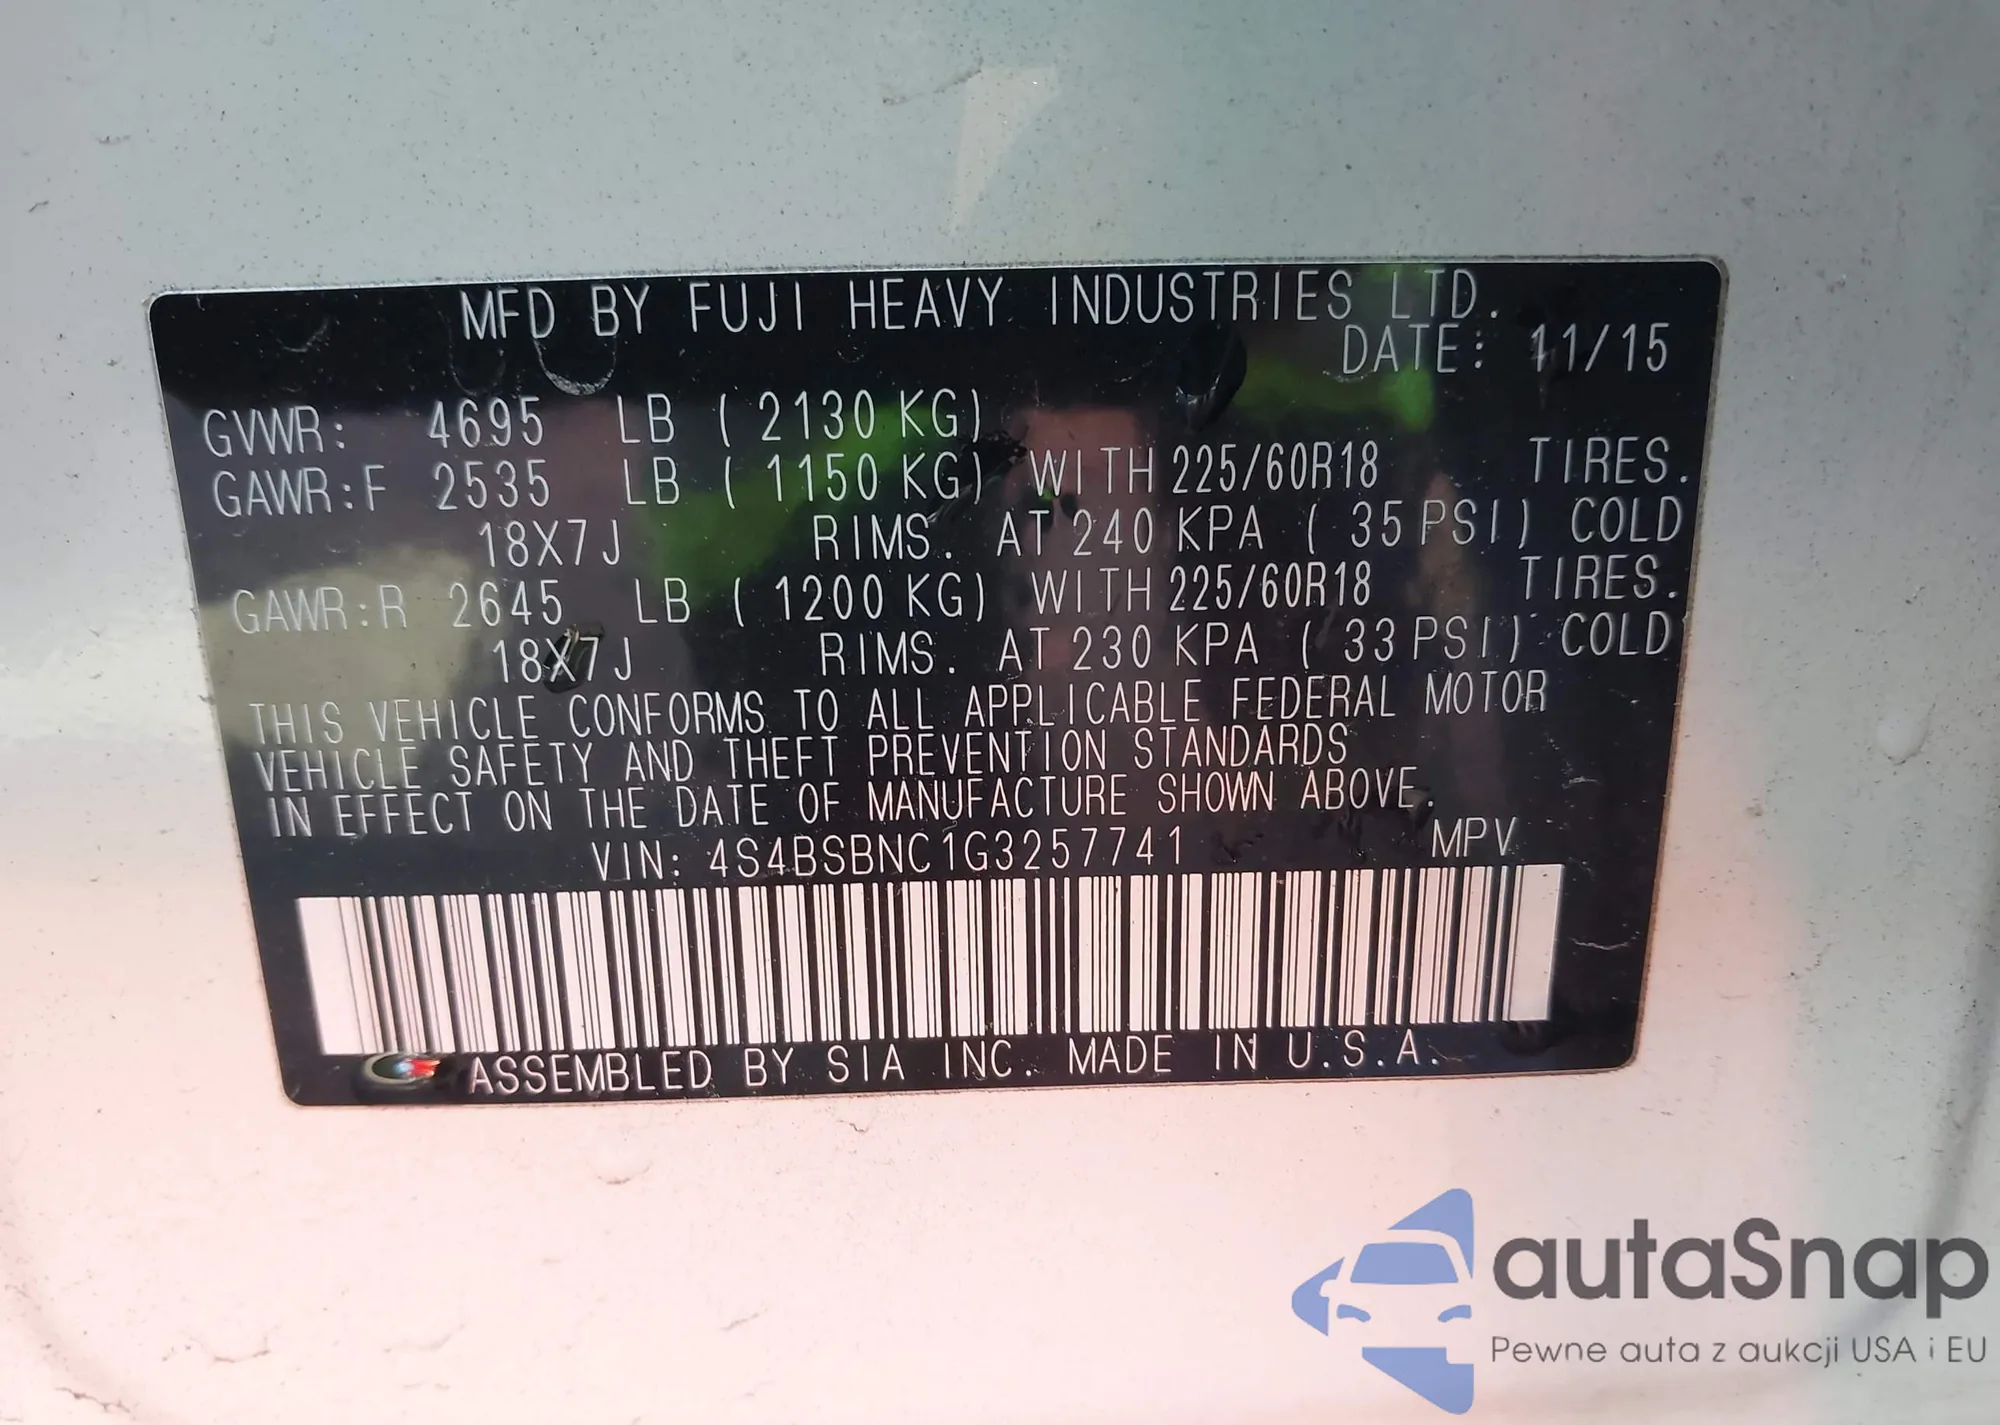 MFD BY FUJI HEAVY INDUSTRIES LTD.
DATE: 11/15
GVWR: 4695 LB ( 2130 KG)
GAWR:F 2535 LB ( 1150 KG) WITH 225/60R18 TIRES.
18X7J RIMS. AT 240 KPA ( 35 PSI) COLD
GAWR:R 2645 LB ( 1200 KG) WITH 225/60R18 TIRES.
18X7J RIMS. AT 230 KPA ( 33 PSI) COLD
THIS VEHICLE CONFORMS TO ALL APPLICABLE FEDERAL MOTOR
VEHICLE SAFETY AND THEFT PREVENTION STANDARDS
IN EFFECT ON THE DATE OF MANUFACTURE SHOWN ABOVE.
VIN: 4S4BSBNC1G3257741 MPV
ASSEMBLED BY SIA INC. MADE IN U.S.A.
autaSnap
Pewne auta z aukcji USA i EU